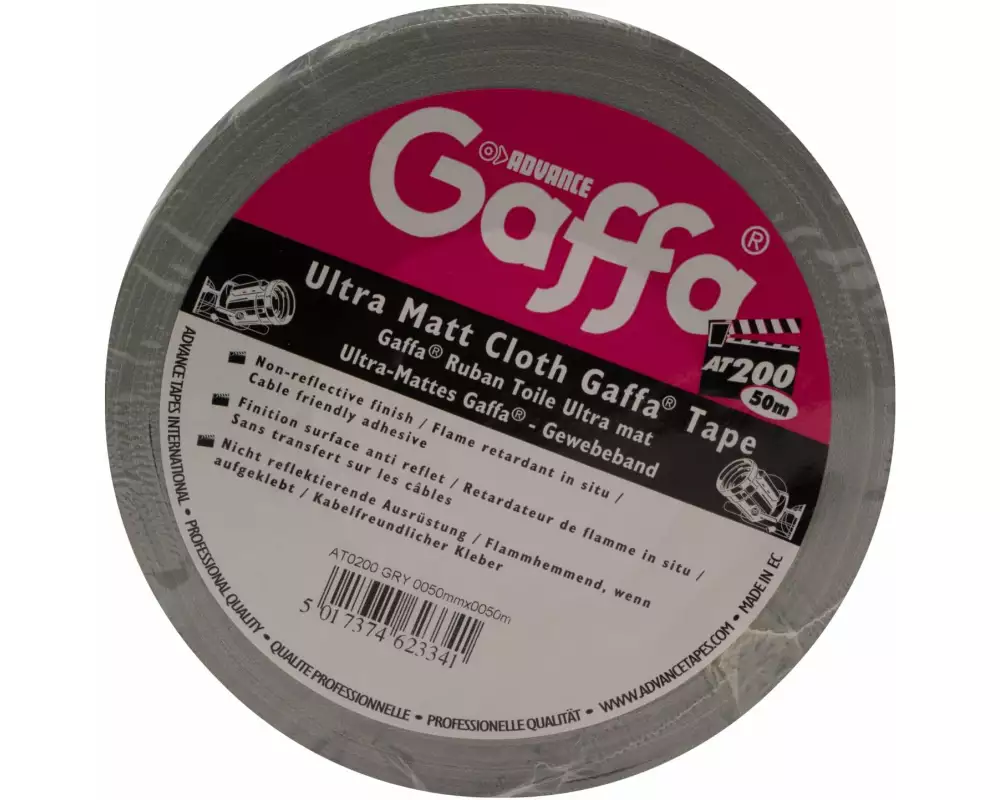 ADVANCE
Gaffa®
AT200
50m
Ultra Matt Cloth Gaffa® Tape
Gaffa® Ruban Toile Ultra mat
Ultra-Mattes Gaffa® - Gewebeband
Non-reflective finish / Flame retardant in situ /
Cable friendly adhesive
Finition surface anti reflet / Retardateur de flamme in situ /
Sans transfert sur les câbles
Nicht reflektierende Ausrüstung / Flammhemmend, wenn
aufgeklebt / Kabelfreundlicher Kleber
AT0200 GRY 0050mmx0050m
5 017374 623341
ADVANCE TAPES INTERNATIONAL • PROFESSIONAL QUALITY • QUALITE PROFESSIONNELLE • PROFESSIONELLE QUALITÄT • WWW.ADVANCETAPES.COM • MADE IN EC